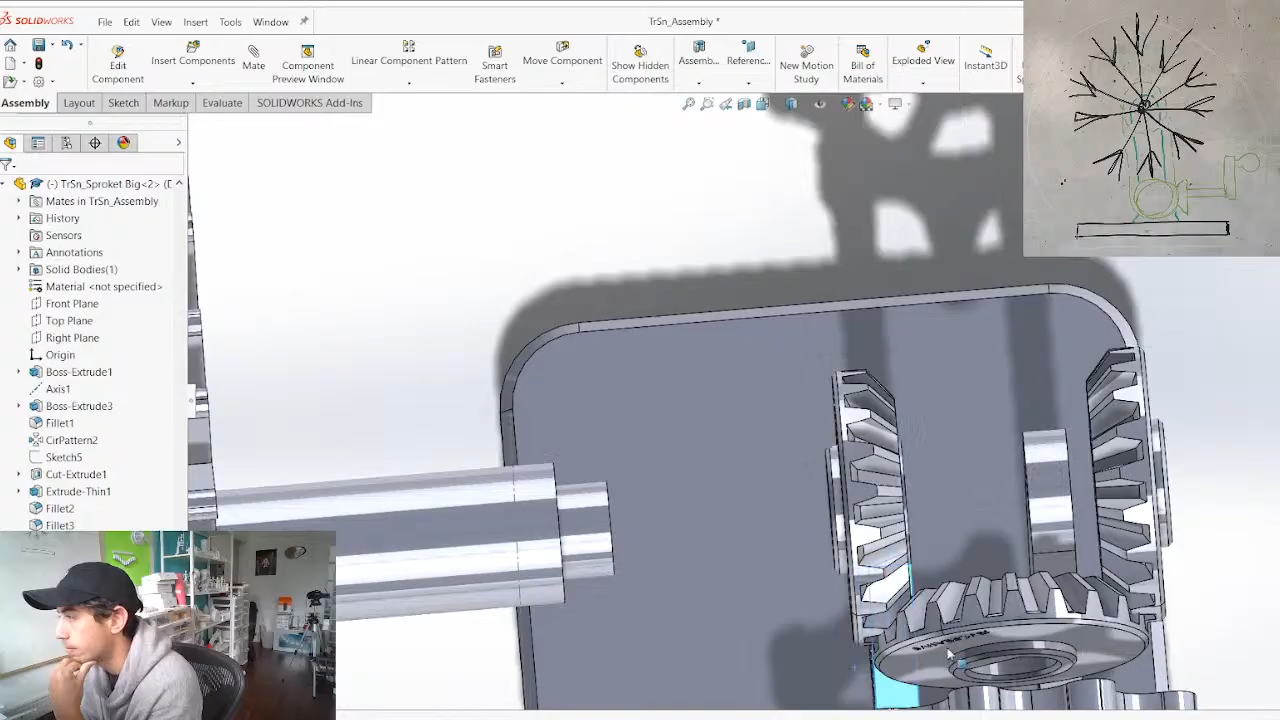 SOLIDWORKS File Edit View Insert Tools Window TrSn_Assembly *
Edit Component
Insert Components
Mate
Component Preview Window
Linear Component Pattern
Smart Fasteners
Move Component
Show Hidden Components
Assemb...
Referenc...
New Motion Study
Bill of Materials
Exploded View
Instant3D
Assembly Layout Sketch Markup Evaluate SOLIDWORKS Add-Ins
(-) TrSn_Sproket Big<2> (D
Mates in TrSn_Assembly
History
Sensors
Annotations
Solid Bodies(1)
Material <not specified>
Front Plane
Top Plane
Right Plane
Origin
Boss-Extrude1
Axis1
Boss-Extrude3
Fillet1
CirPattern2
Sketch5
Cut-Extrude1
Extrude-Thin1
Fillet2
Fillet3